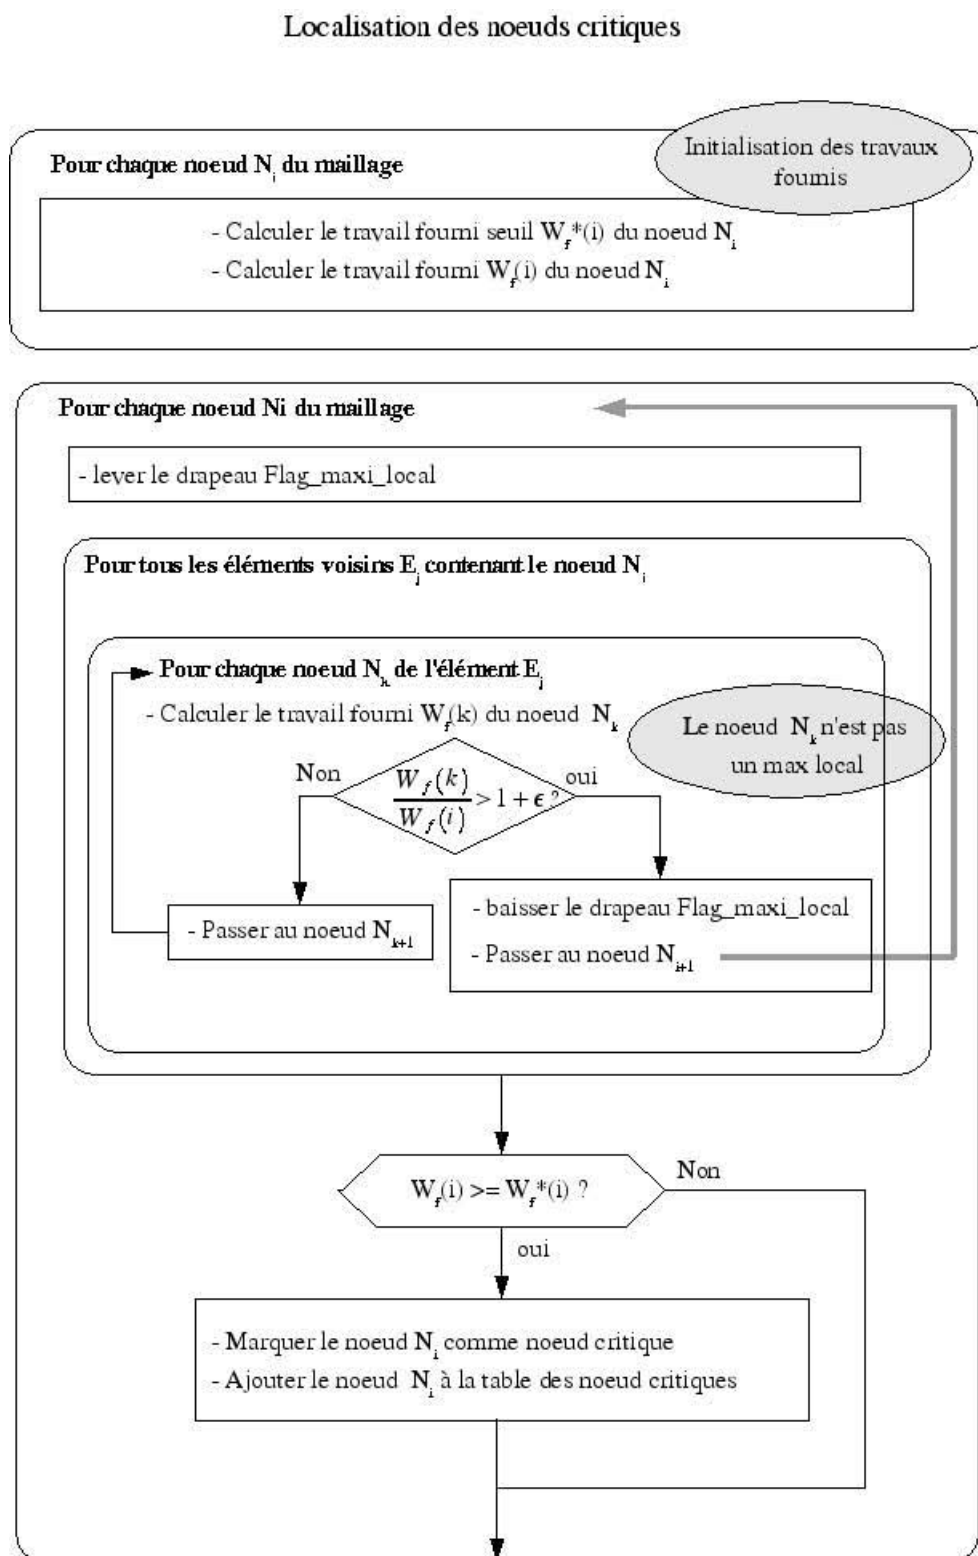 Localisation des noeuds critiques
Initialisation des travaux
fournis
Pour chaque noeud N_i du maillage
- Calculer le travail fourni seuil W_f*(i) du noeud N_i
- Calculer le travail fourni W_f(i) du noeud N_i
Pour chaque noeud Ni du maillage
- lever le drapeau Flag_maxi_local
Pour tous les éléments voisins E_j contenant le noeud N_i
Pour chaque noeud N_k de l'élément E_j
- Calculer le travail fourni W_f(k) du noeud N_k
Le noeud N_k n'est pas
un max local
Non
W_f(k)/W_f(i) > 1 + ϵ ?
oui
- Passer au noeud N_k+1
- baisser le drapeau Flag_maxi_local
- Passer au noeud N_i+1
W_f(i) >= W_f*(i) ?
Non
oui
- Marquer le noeud N_i comme noeud critique
- Ajouter le noeud N_i à la table des noeud critiques